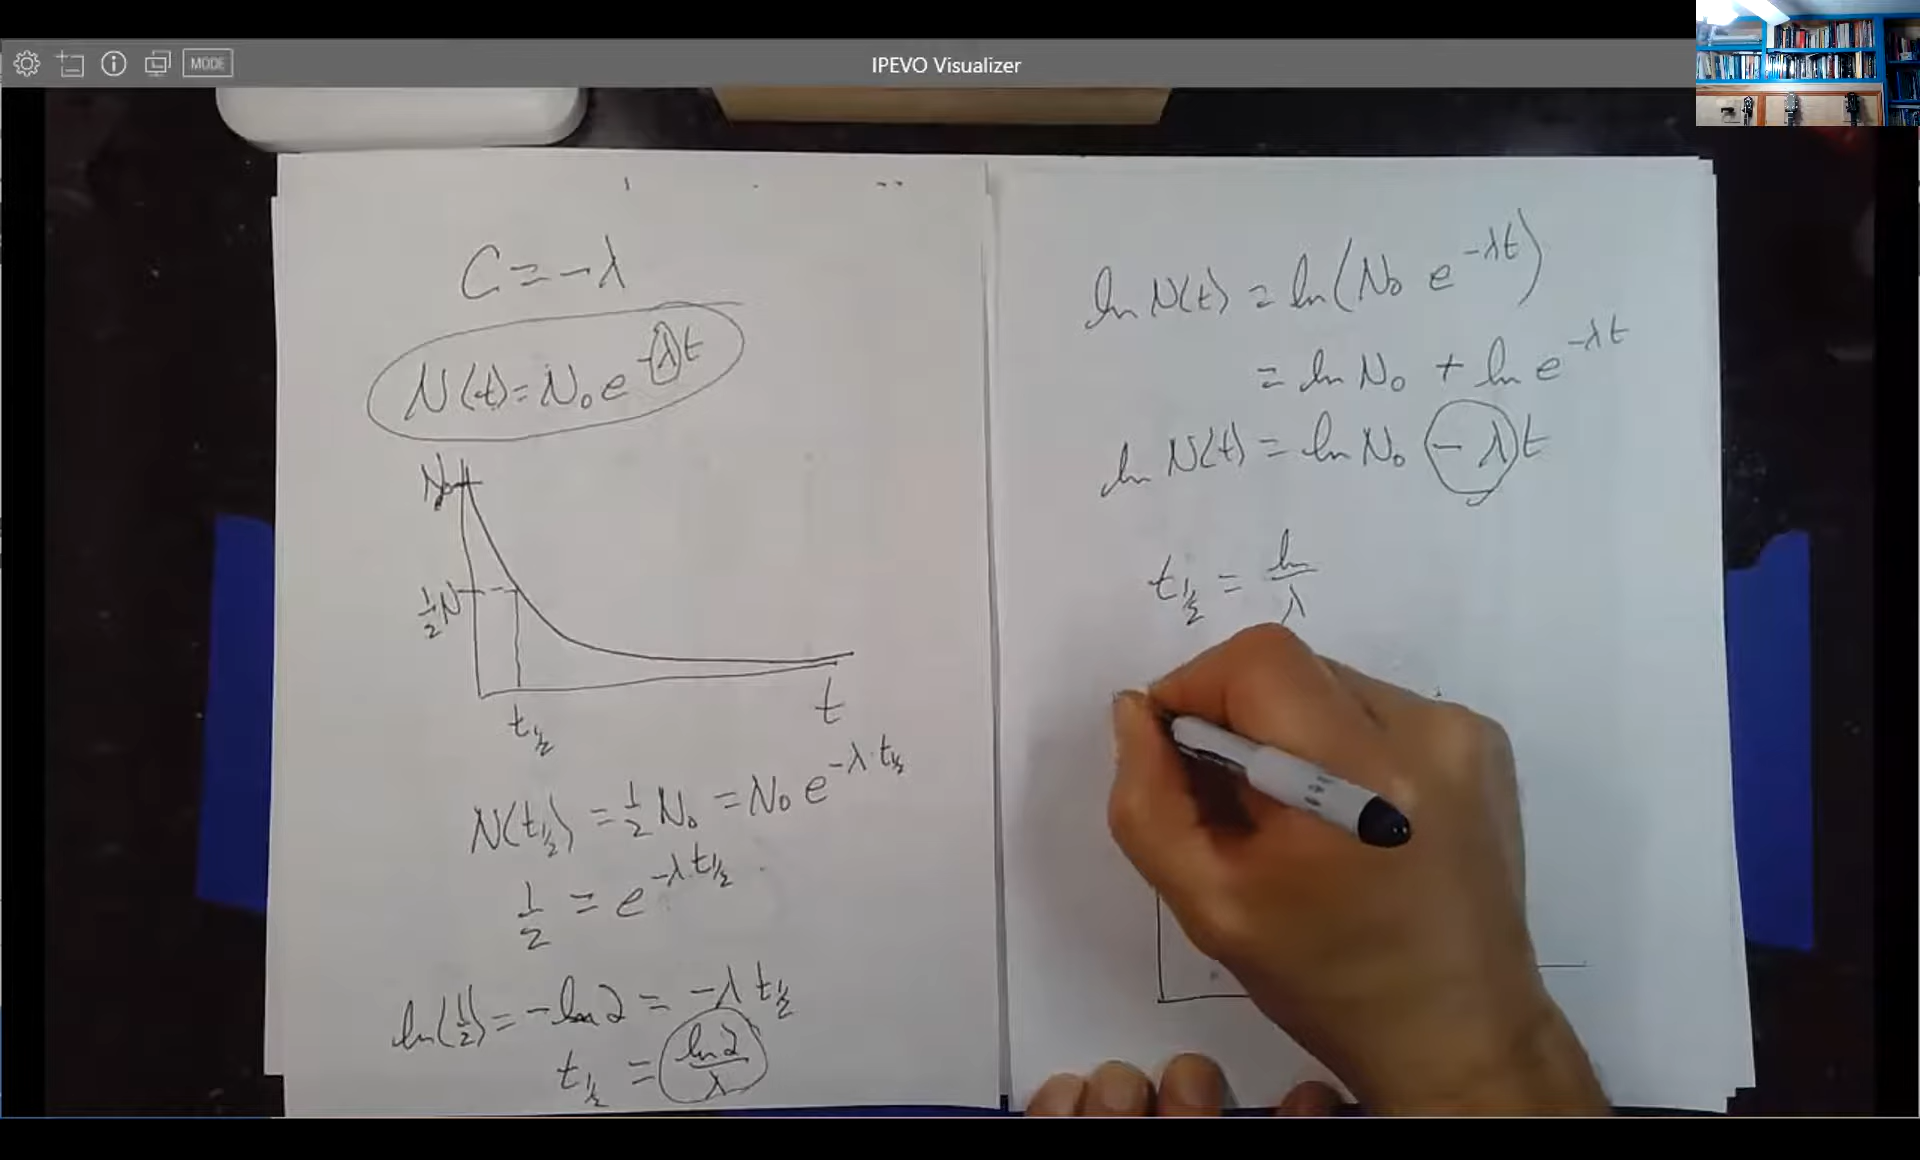 MODE
IPEVO Visualizer
C = -λ
N(t) = N₀ e^(-λt)
N₀
½N
t½
t
N(t½) = ½ N₀ = N₀ e^(-λ·t½)
½ = e^(-λ·t½)
ln(½) = -ln 2 = -λ t½
t½ = ln2/λ
ln N(t) = ln(N₀ e^(-λt))
= ln N₀ + ln e^(-λt)
ln N(t) = ln N₀ - λt
t½ = ln/λ